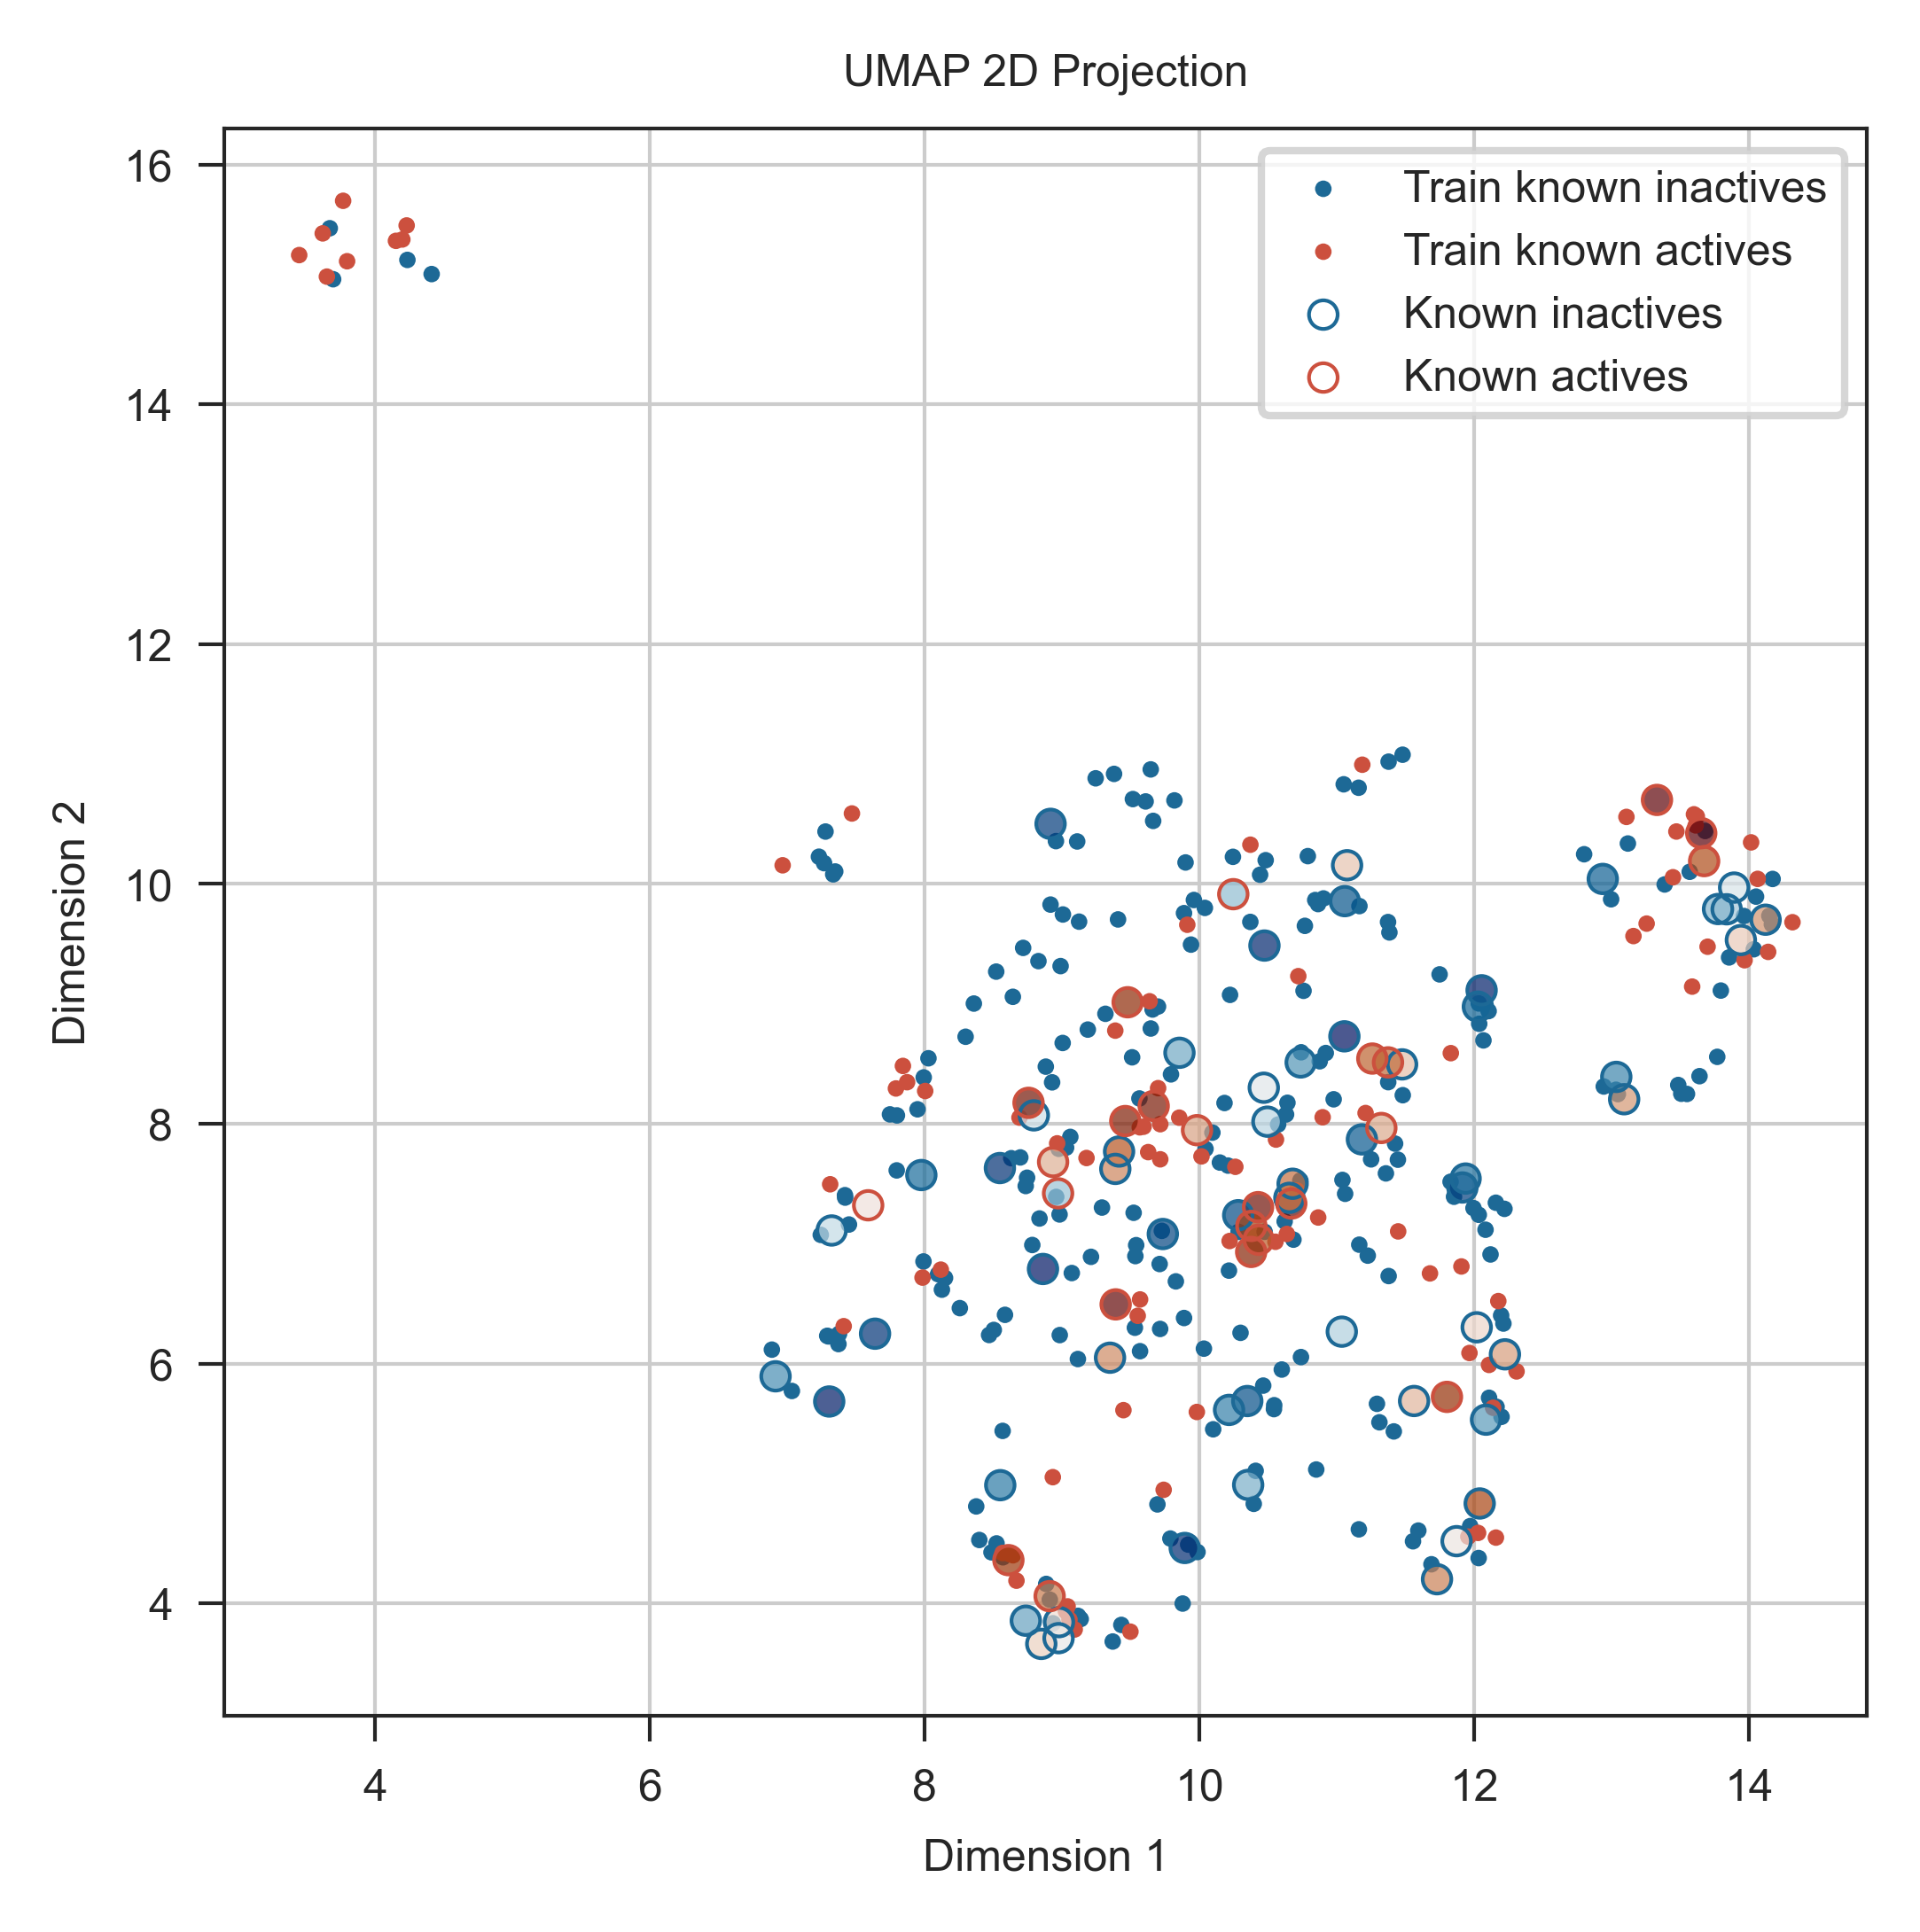 UMAP 2D Projection
Train known inactives
Train known actives
Known inactives
Known actives
16
14
12
10
8
6
4
Dimension 2
4
6
8
10
12
14
Dimension 1